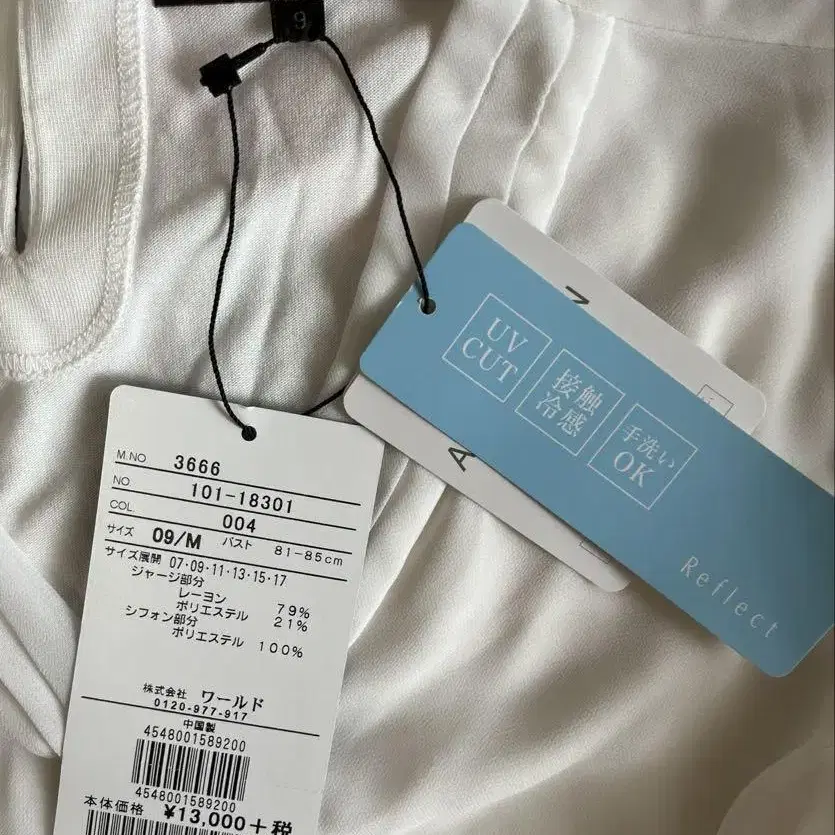 9
UV
CUT
接触
冷感
手洗い
OK
Reflect
A
M.NO 3666
NO 101-18301
COL. 004
サイズ 09/M バスト 81-85cm
サイズ展開 07・09・11・13・15・17
ジャージ部分
レーヨン 79%
ポリエステル 21%
シフォン部分
ポリエステル 100%
株式会社 ワールド
0120-977-917
中国製
4548001589200
4548001589200
本体価格 ¥13,000+税